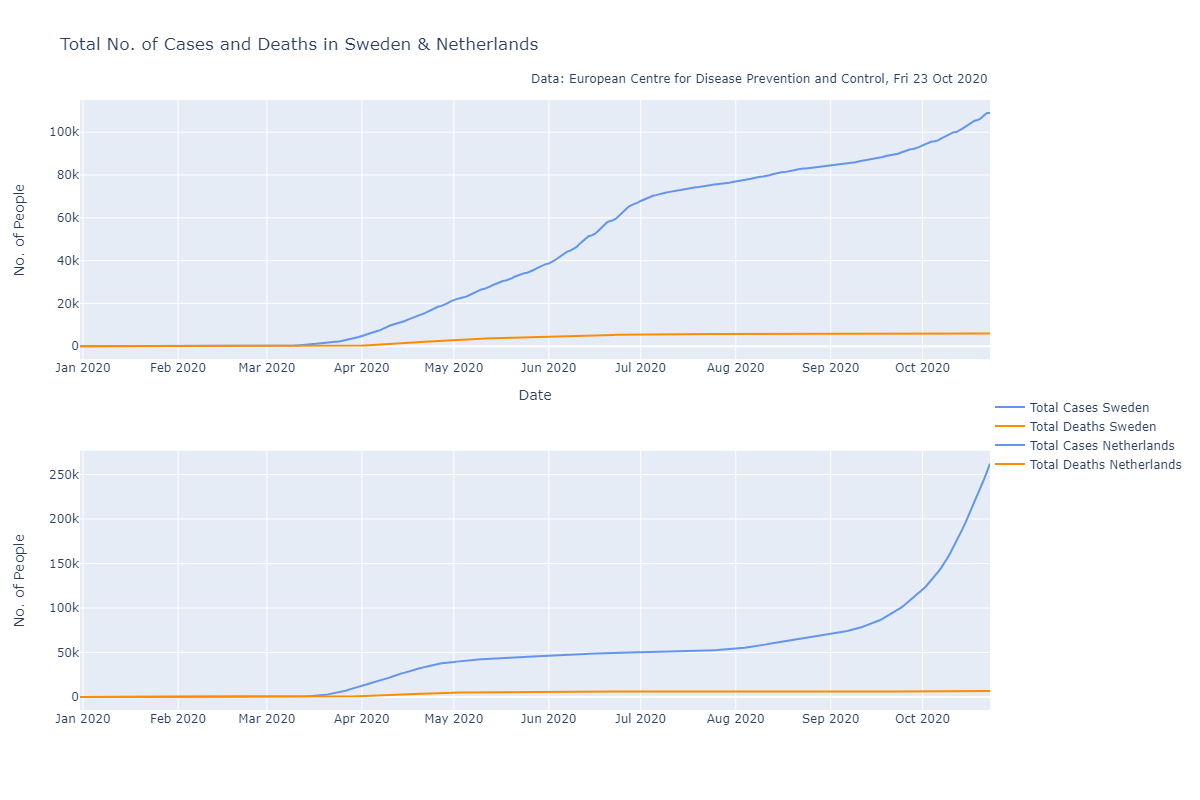 Total No. of Cases and Deaths in Sweden & Netherlands
Data: European Centre for Disease Prevention and Control, Fri 23 Oct 2020
No. of People
100k
80k
60k
40k
20k
0
Jan 2020 Feb 2020 Mar 2020 Apr 2020 May 2020 Jun 2020 Jul 2020 Aug 2020 Sep 2020 Oct 2020
Date
Total Cases Sweden
Total Deaths Sweden
Total Cases Netherlands
Total Deaths Netherlands
No. of People
250k
200k
150k
100k
50k
0
Jan 2020 Feb 2020 Mar 2020 Apr 2020 May 2020 Jun 2020 Jul 2020 Aug 2020 Sep 2020 Oct 2020